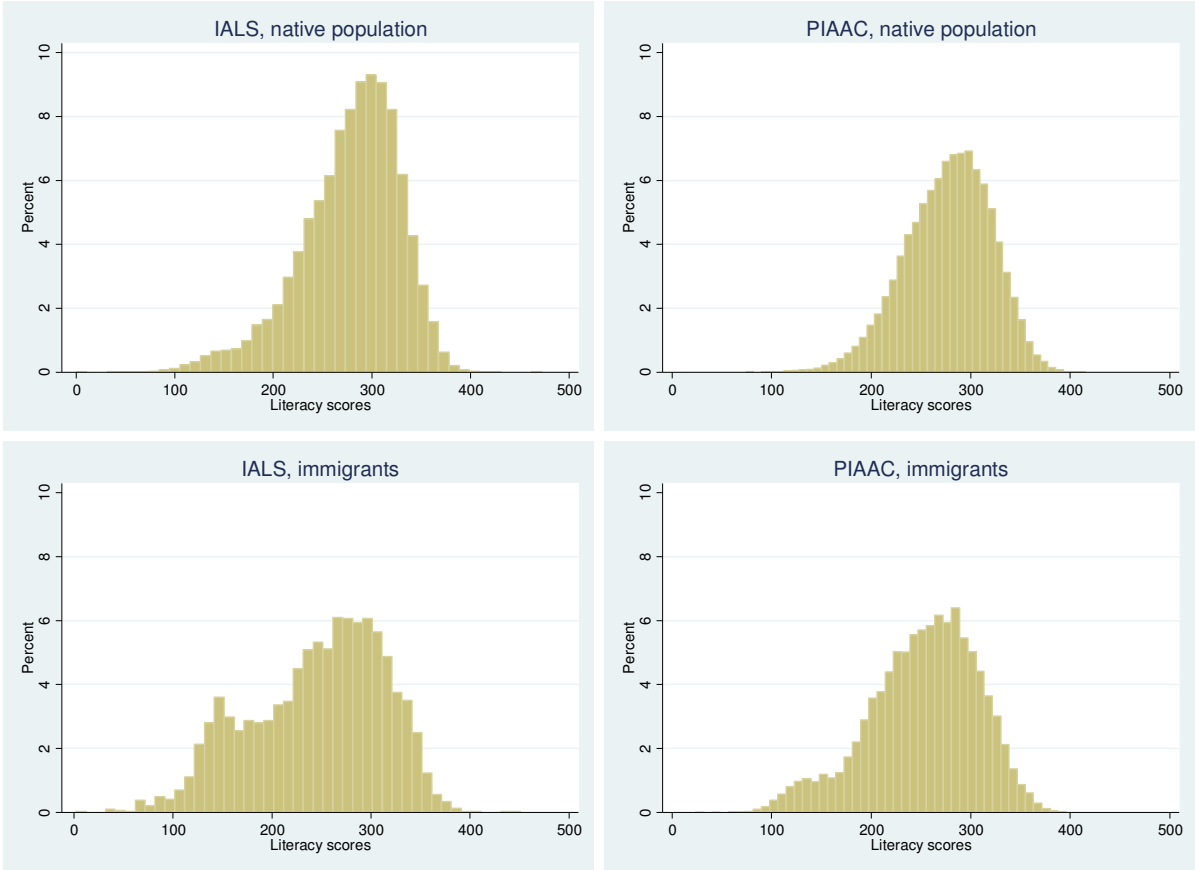 IALS, native population
Percent
10
8
6
4
2
0
0 100 200 300 400 500
Literacy scores
PIAAC, native population
Percent
10
8
6
4
2
0
0 100 200 300 400 500
Literacy scores
IALS, immigrants
Percent
10
8
6
4
2
0
0 100 200 300 400 500
Literacy scores
PIAAC, immigrants
Percent
10
8
6
4
2
0
0 100 200 300 400 500
Literacy scores